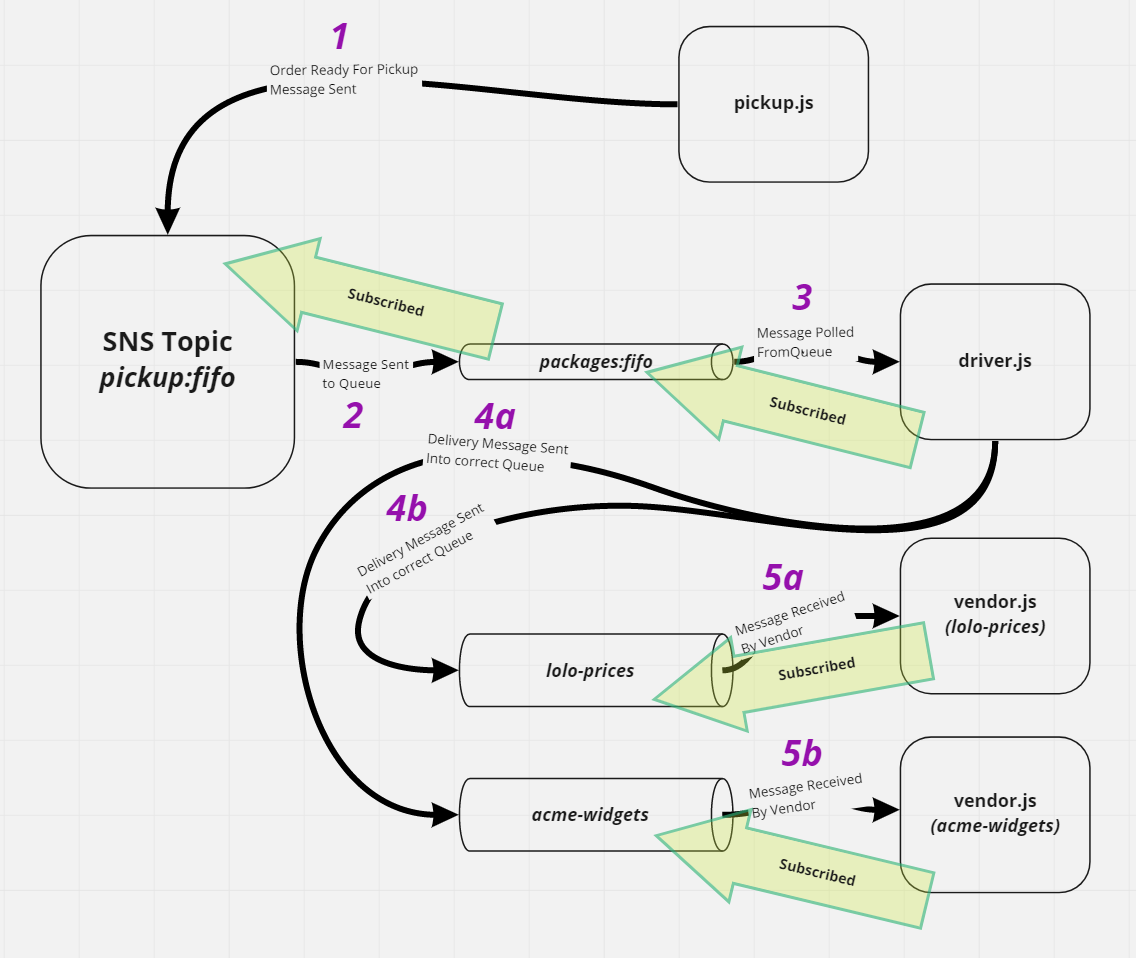 1
Order Ready For Pickup
Message Sent
pickup.js
SNS Topic
pickup:fifo
Subscribed
Message Sent
to Queue
2
packages:fifo
3
Message Polled
FromQueue
Subscribed
driver.js
4a
Delivery Message Sent
Into correct Queue
4b
Delivery Message Sent
Into correct Queue
lolo-prices
5a
Message Received
By Vendor
Subscribed
vendor.js
(lolo-prices)
acme-widgets
5b
Message Received
By Vendor
Subscribed
vendor.js
(acme-widgets)